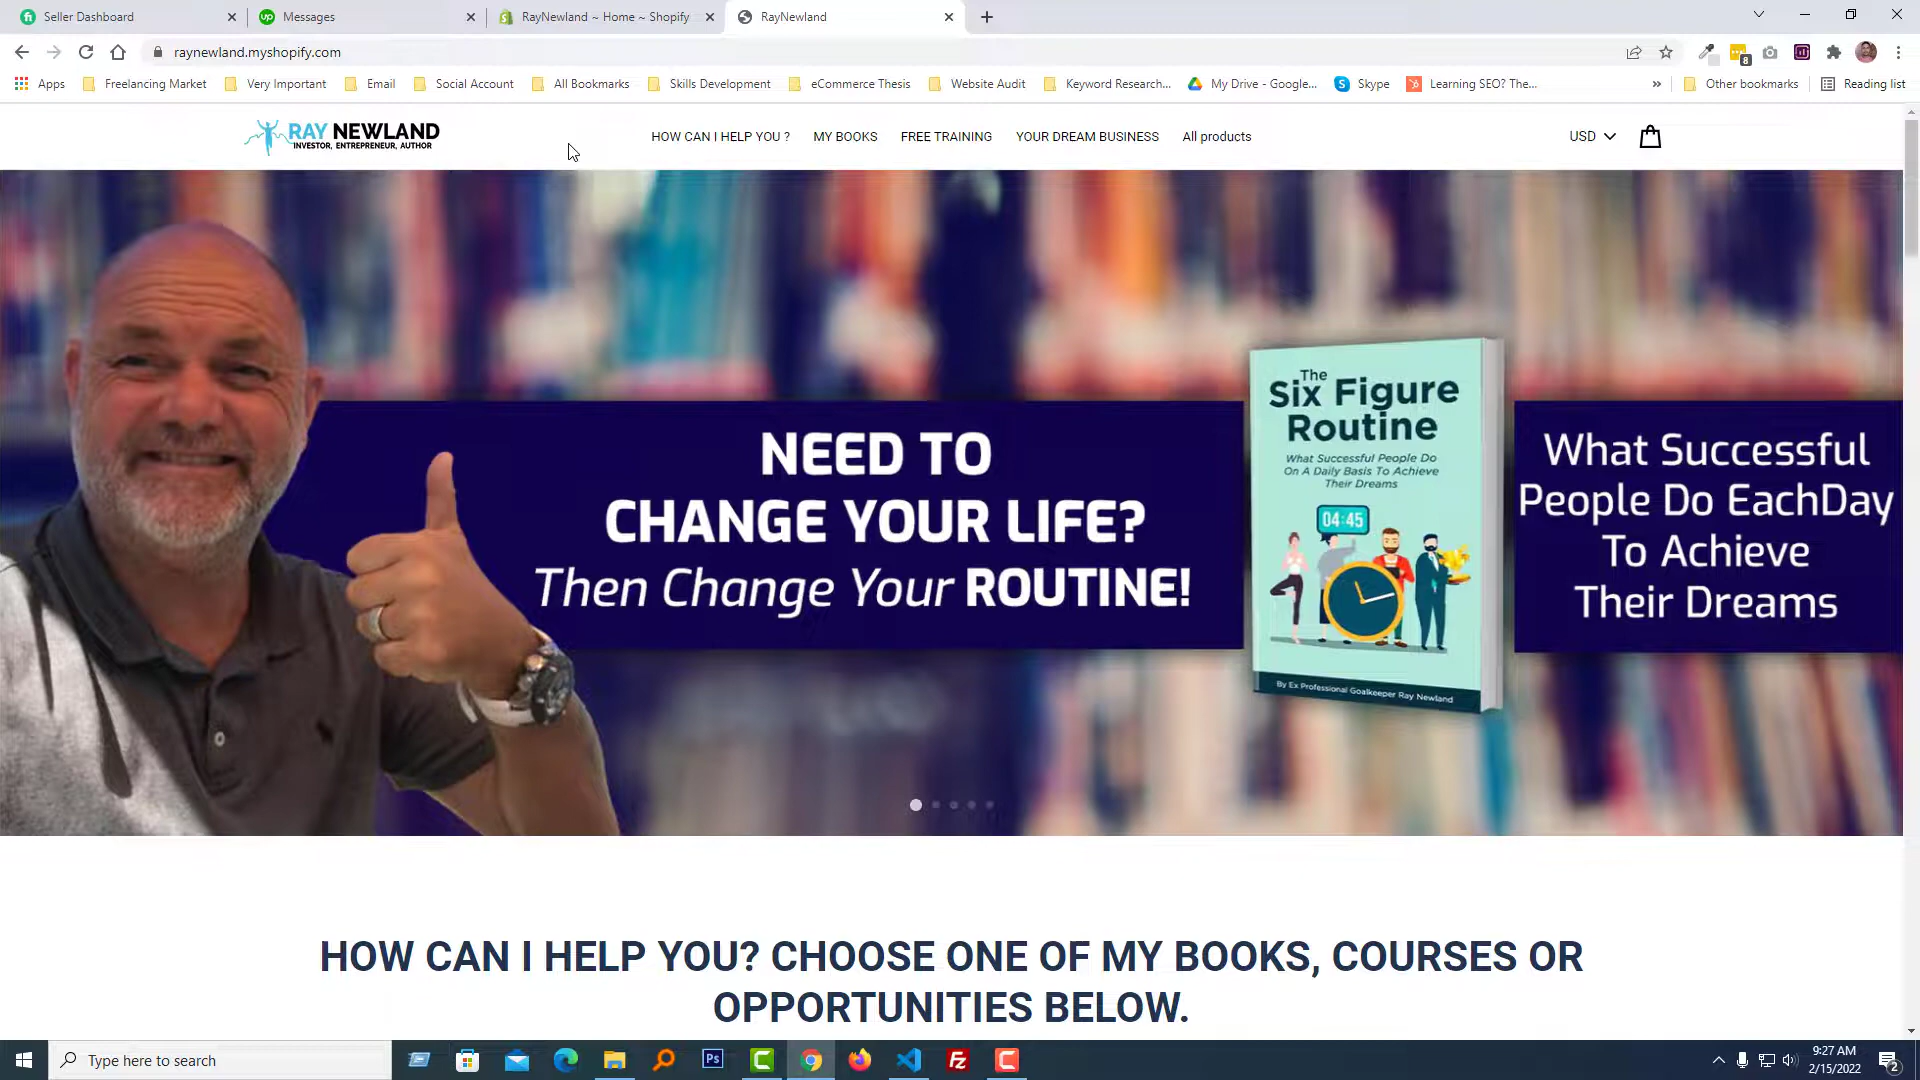 Seller Dashboard
Messages
RayNewland ~ Home ~ Shopify
RayNewland
raynewland.myshopify.com
8
Apps
Freelancing Market
Very Important
Email
Social Account
All Bookmarks
Skills Development
eCommerce Thesis
Website Audit
Keyword Research...
My Drive - Google...
Skype
Learning SEO? The...
»
Other bookmarks
Reading list
RAY NEWLAND
INVESTOR, ENTREPRENEUR, AUTHOR
HOW CAN I HELP YOU ?
MY BOOKS
FREE TRAINING
YOUR DREAM BUSINESS
All products
USD
NEED TO
CHANGE YOUR LIFE?
Then Change Your ROUTINE!
The
Six Figure
Routine
What Successful People Do
On A Daily Basis To Achieve
Their Dreams
04:45
By Ex Professional Goalkeeper Ray Newland
What Successful
People Do EachDay
To Achieve
Their Dreams
HOW CAN I HELP YOU? CHOOSE ONE OF MY BOOKS, COURSES OR
OPPORTUNITIES BELOW.
Type here to search
Ps
9:27 AM
2/15/2022
2